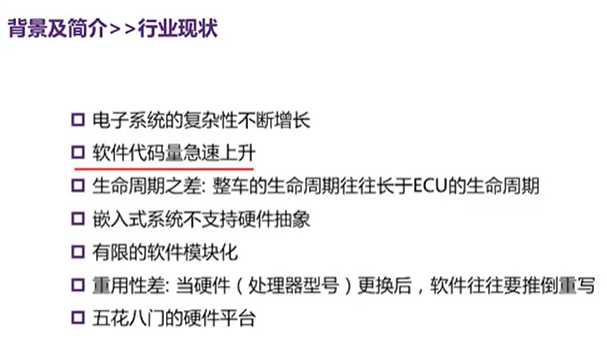 背景及简介>>行业现状
电子系统的复杂性不断增长
软件代码量急速上升
生命周期之差: 整车的生命周期往往长于ECU的生命周期
嵌入式系统不支持硬件抽象
有限的软件模块化
重用性差: 当硬件（处理器型号）更换后，软件往往要推倒重写
五花八门的硬件平台